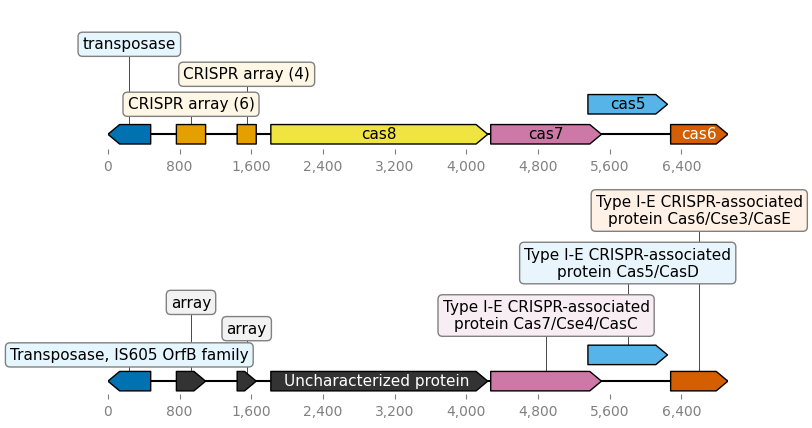 transposase
CRISPR array (4)
CRISPR array (6)
cas5
cas8
cas7
cas6
0 800 1,600 2,400 3,200 4,000 4,800 5,600 6,400
Type I-E CRISPR-associated
protein Cas6/Cse3/CasE
Type I-E CRISPR-associated
protein Cas5/CasD
array
Type I-E CRISPR-associated
protein Cas7/Cse4/CasC
array
Transposase, IS605 OrfB family
Uncharacterized protein
0 800 1,600 2,400 3,200 4,000 4,800 5,600 6,400